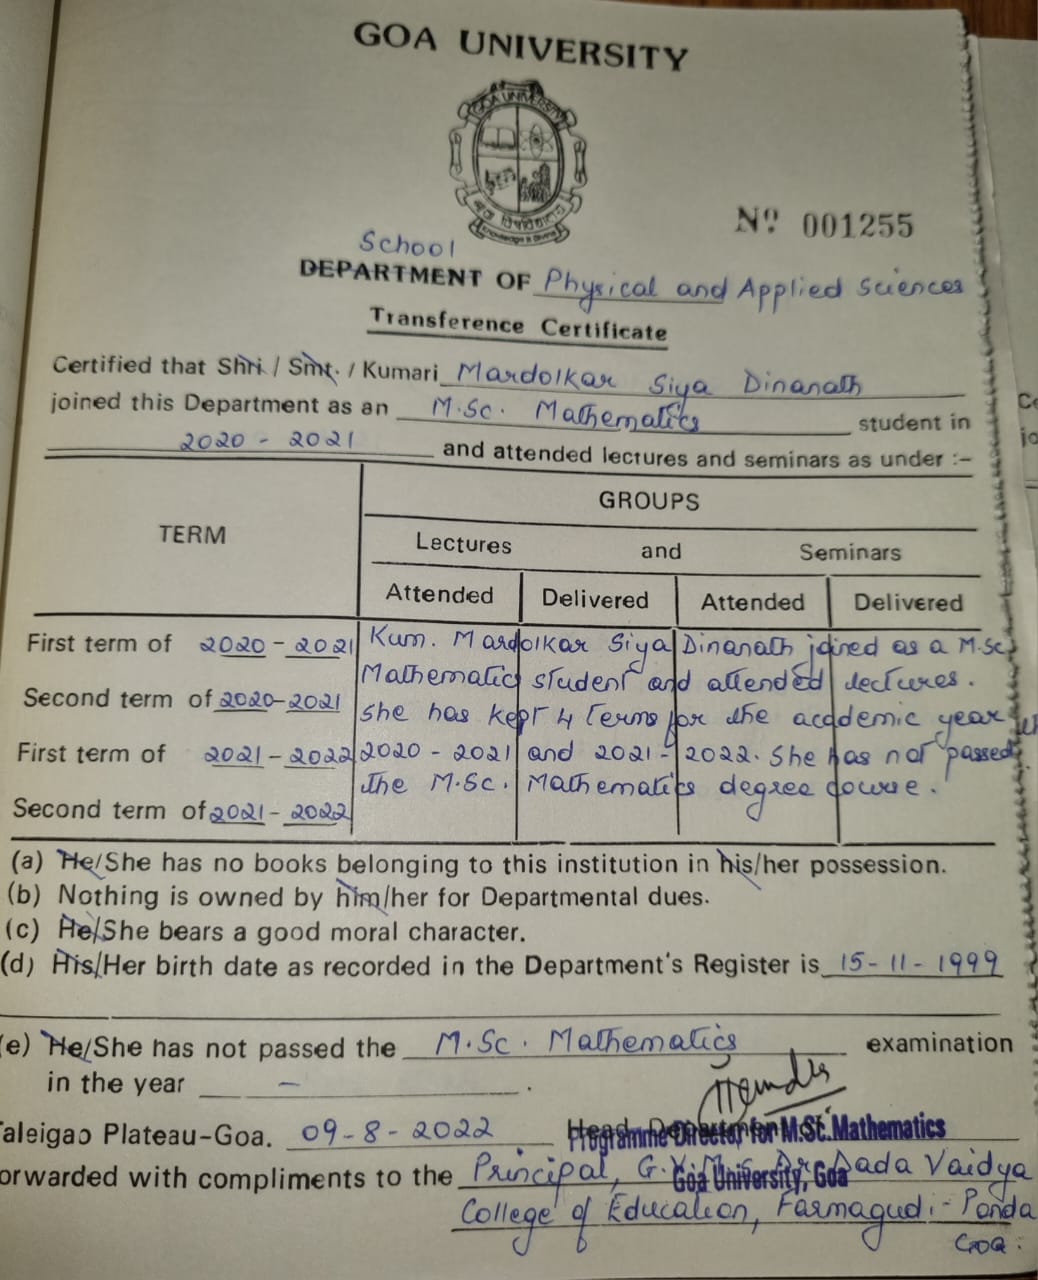 GOA UNIVERSITY
GOA UNIVERSITY
गोंय विद्यापीठ
Knowledge is Divine
Nº 001255
School
DEPARTMENT OF Physical and Applied Sciences
Transference Certificate
Certified that Shri / Smt. / Kumari Mardolkar Siya Dinanath
joined this Department as an M.Sc. Mathematics student in
2020 - 2021 and attended lectures and seminars as under :-
GROUPS
TERM
Lectures and Seminars
Attended Delivered Attended Delivered
First term of 2020 - 2021 Kum. Mardolkar Siya Dinanath joined as a M.Sc.
Mathematics student and attended lectures.
Second term of 2020-2021 She has kept 4 terms for the academic year
First term of 2021-2022 2020 - 2021 and 2021 - 2022. She has not passed
the M.Sc. Mathematics degree course.
Second term of 2021-2022
(a) He/She has no books belonging to this institution in his/her possession.
(b) Nothing is owned by him/her for Departmental dues.
(c) He/She bears a good moral character.
(d) His/Her birth date as recorded in the Department's Register is 15-11-1999
(e) He/She has not passed the M.Sc. Mathematics examination
in the year - .
Taleigao Plateau-Goa. 09-8-2022 Head, Department
Programme Director for M.Sc. Mathematics
Goa University, Goa
orwarded with compliments to the Principal, G.V.M's Dr. Dada Vaidya
College of Education, Farmagudi - Ponda
Goa.